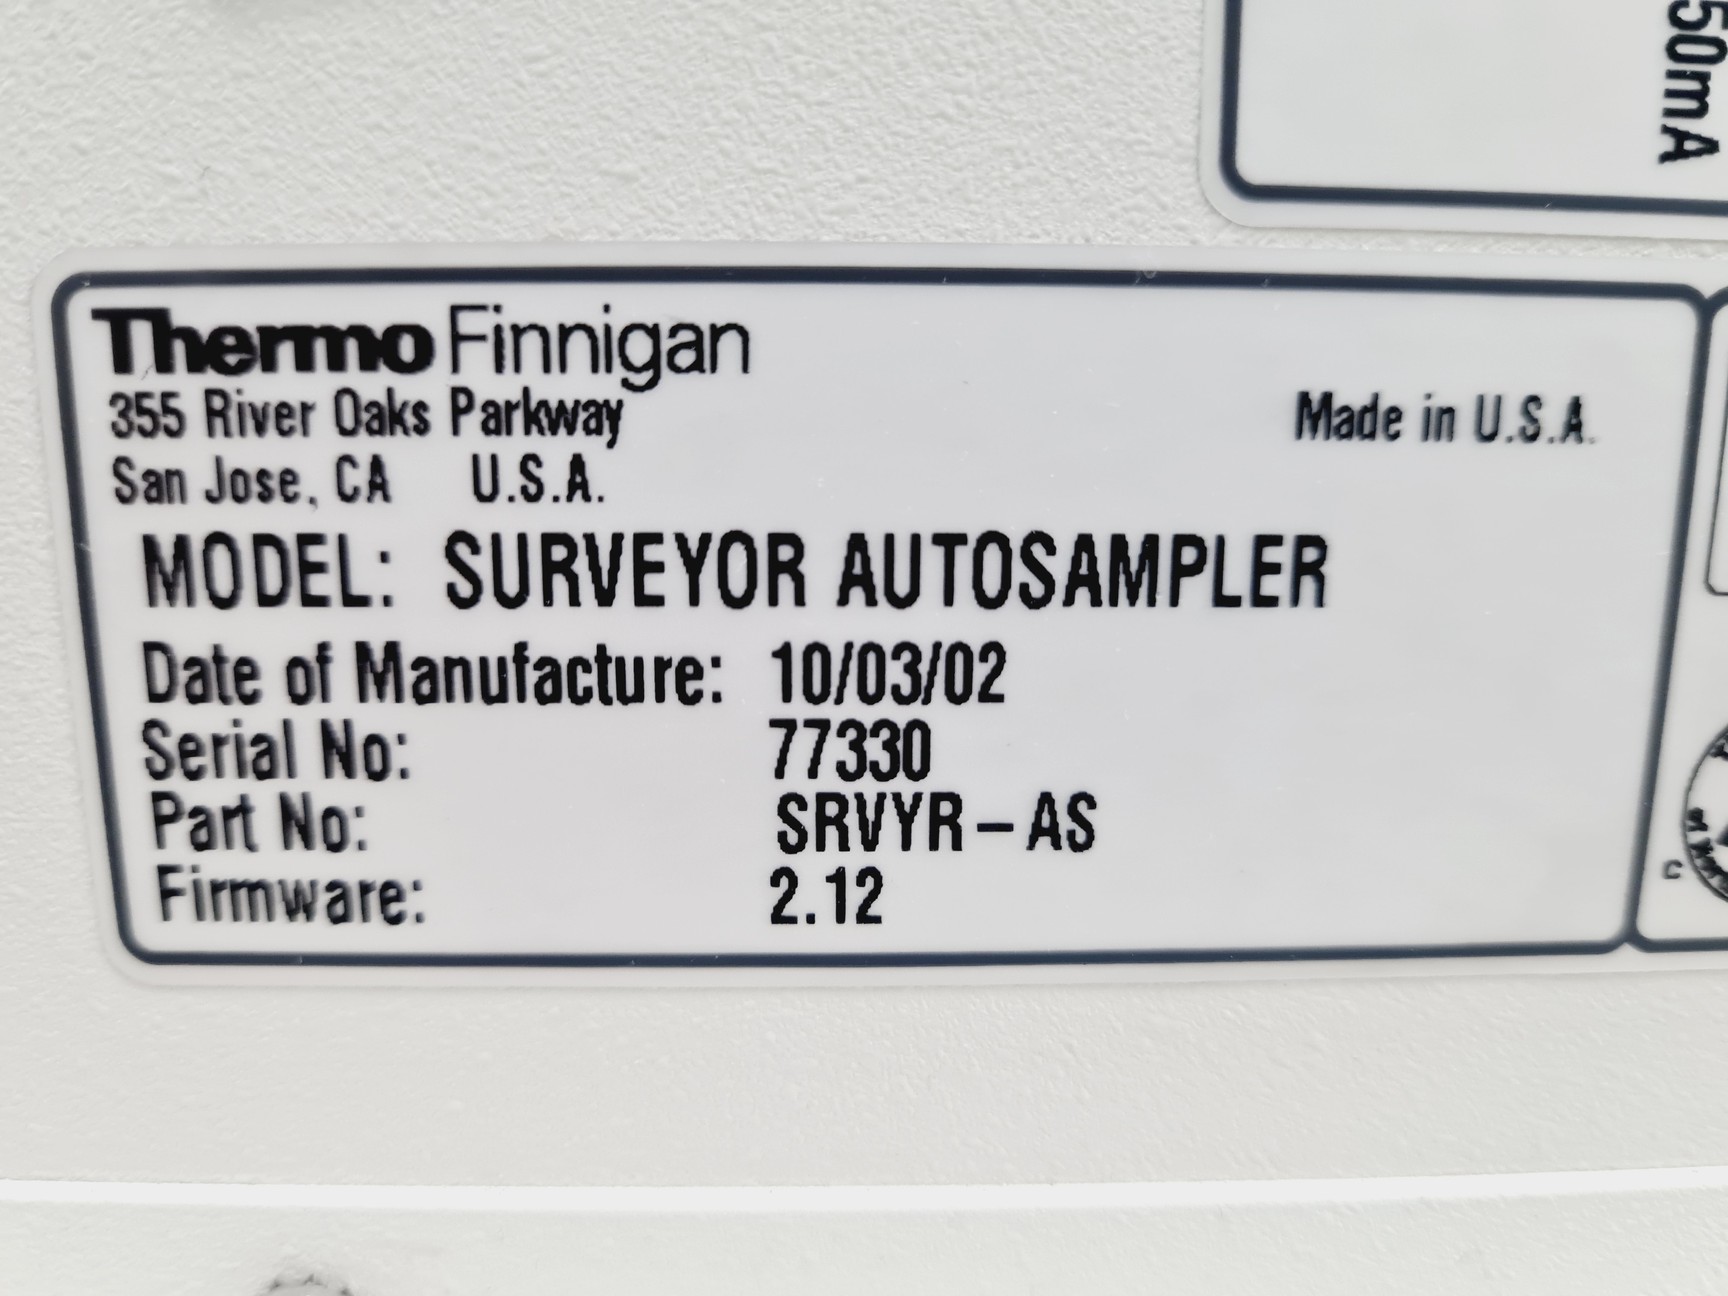 50mA
Thermo Finnigan
355 River Oaks Parkway
San Jose, CA U.S.A.
Made in U.S.A.
MODEL: SURVEYOR AUTOSAMPLER
Date of Manufacture: 10/03/02
Serial No: 77330
Part No: SRVYR-AS
Firmware: 2.12
C